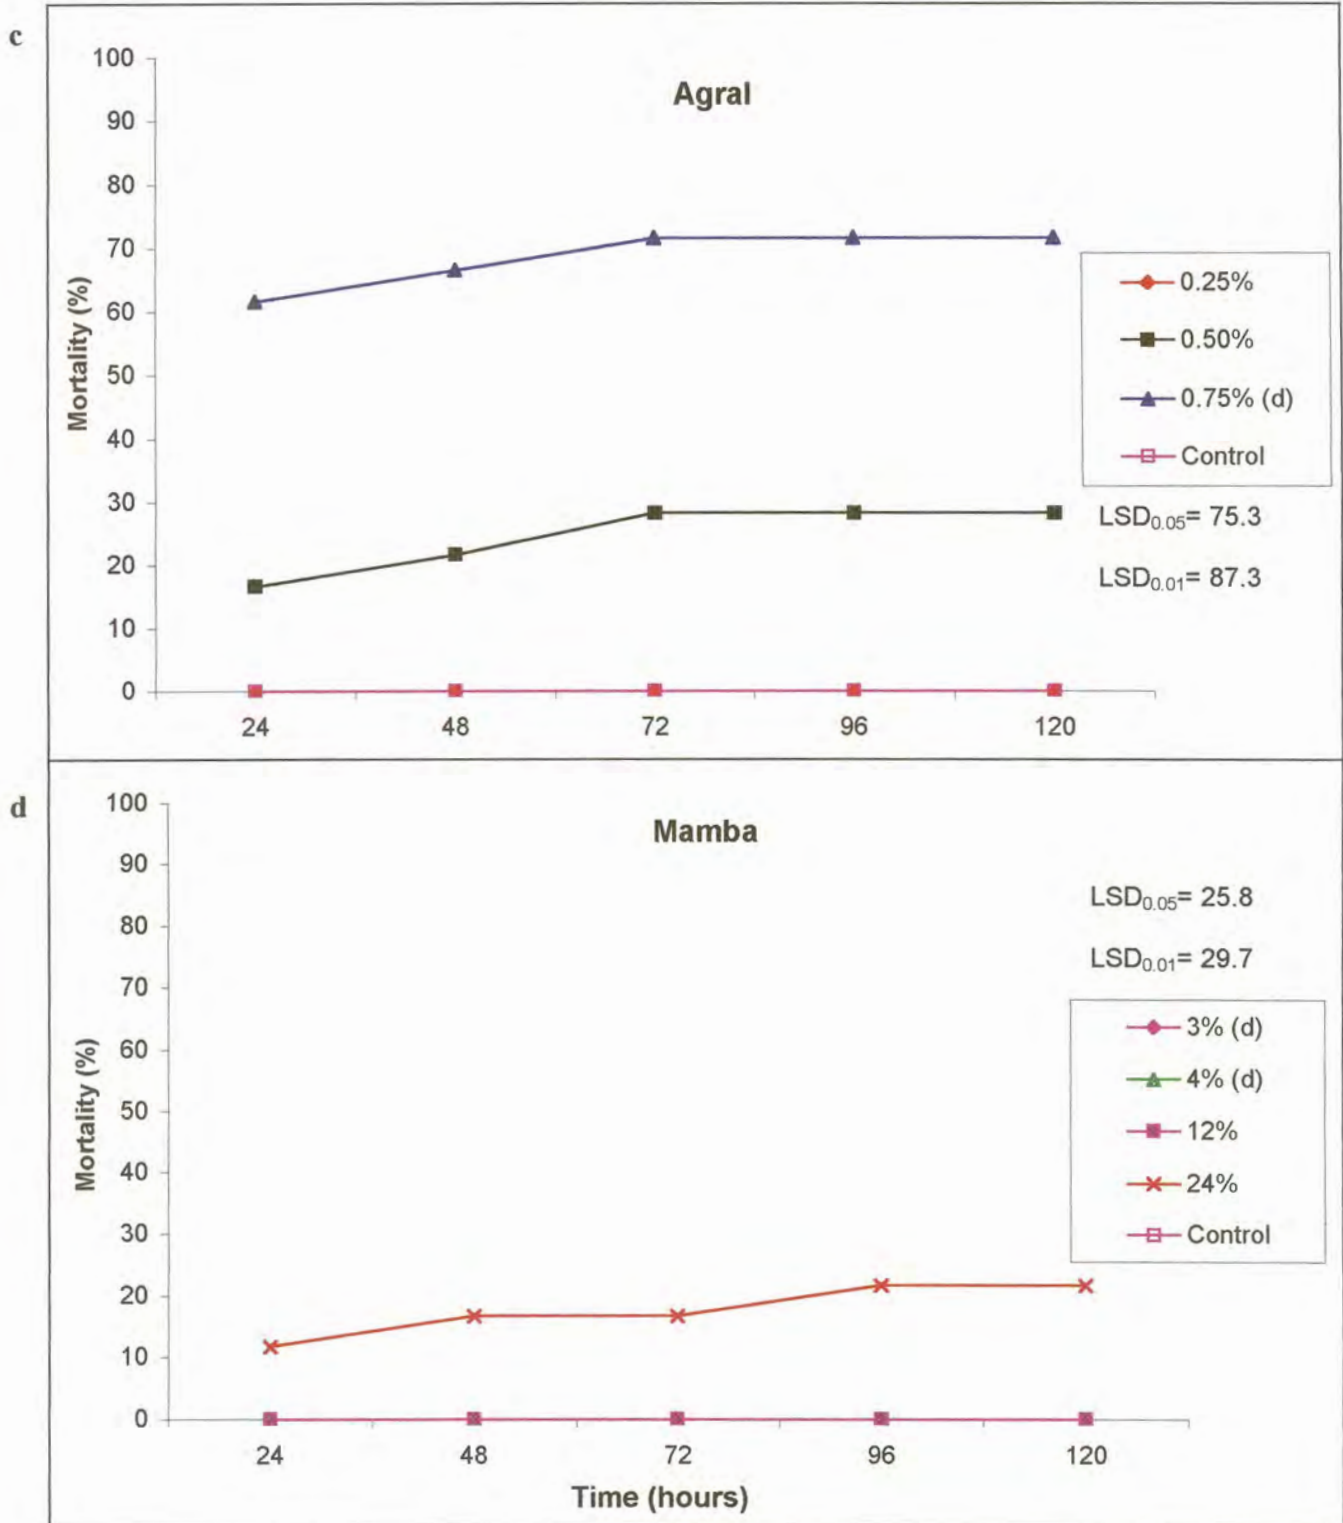 c
Agral
100
90
80
70
60
50
40
30
20
10
0
Mortality (%)
24 48 72 96 120
0.25%
0.50%
0.75% (d)
Control
LSD0.05= 75.3
LSD0.01= 87.3
d
Mamba
100
90
80
70
60
50
40
30
20
10
0
Mortality (%)
LSD0.05= 25.8
LSD0.01= 29.7
3% (d)
4% (d)
12%
24%
Control
24 48 72 96 120
Time (hours)